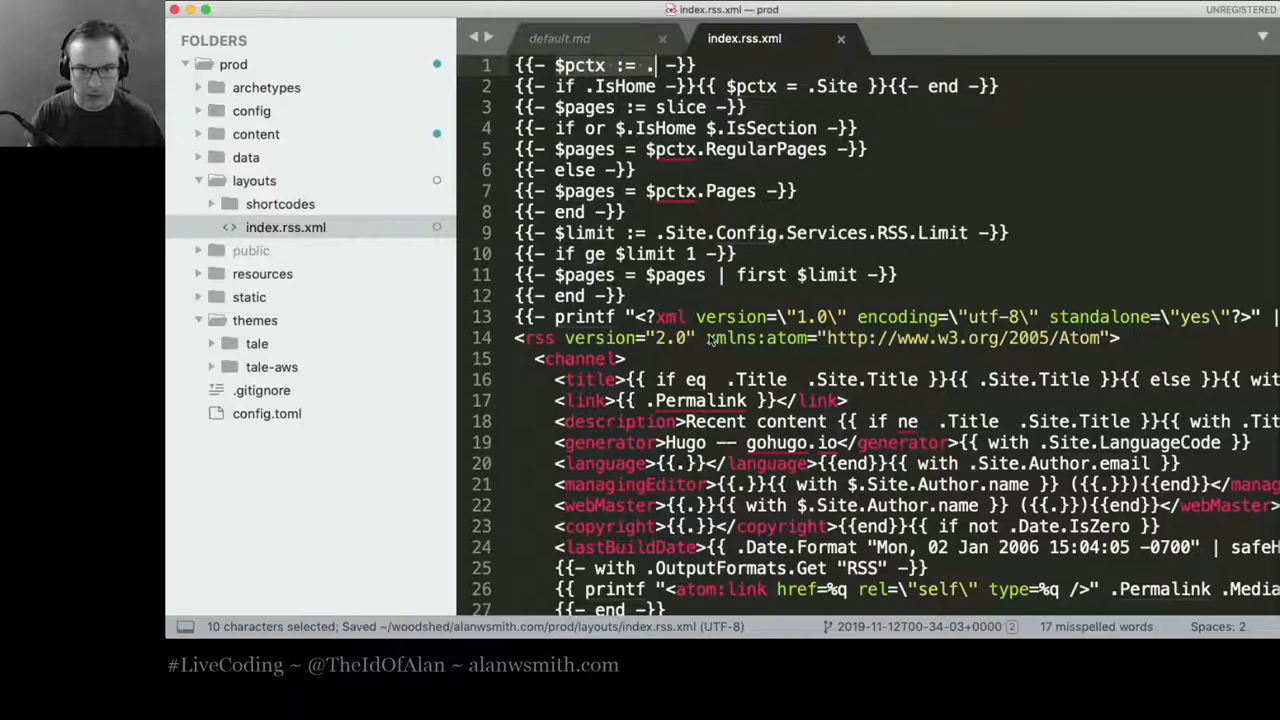 index.rss.xml — prod
UNREGISTERED
FOLDERS
prod
archetypes
config
content
data
layouts
shortcodes
index.rss.xml
public
resources
static
themes
tale
tale-aws
.gitignore
config.toml
default.md
index.rss.xml
1 {{- $pctx := . -}}
2 {{- if .IsHome -}}{{ $pctx = .Site }}{{- end -}}
3 {{- $pages := slice -}}
4 {{- if or $.IsHome $.IsSection -}}
5 {{- $pages = $pctx.RegularPages -}}
6 {{- else -}}
7 {{- $pages = $pctx.Pages -}}
8 {{- end -}}
9 {{- $limit := .Site.Config.Services.RSS.Limit -}}
10 {{- if ge $limit 1 -}}
11 {{- $pages = $pages | first $limit -}}
12 {{- end -}}
13 {{- printf "<?xml version=\"1.0\" encoding=\"utf-8\" standalone=\"yes\"?>" |
14 <rss version="2.0" xmlns:atom="http://www.w3.org/2005/Atom">
15 <channel>
16 <title>{{ if eq .Title .Site.Title }}{{ .Site.Title }}{{ else }}{{ wit
17 <link>{{ .Permalink }}</link>
18 <description>Recent content {{ if ne .Title .Site.Title }}{{ with .Tit
19 <generator>Hugo -- gohugo.io</generator>{{ with .Site.LanguageCode }}
20 <language>{{.}}</language>{{end}}{{ with .Site.Author.email }}
21 <managingEditor>{{.}}{{ with $.Site.Author.name }} ({{.}}){{end}}</manag
22 <webMaster>{{.}}{{ with $.Site.Author.name }} ({{.}}){{end}}</webMaster>
23 <copyright>{{.}}</copyright>{{end}}{{ if not .Date.IsZero }}
24 <lastBuildDate>{{ .Date.Format "Mon, 02 Jan 2006 15:04:05 -0700" | safeH
25 {{- with .OutputFormats.Get "RSS" -}}
26 {{ printf "<atom:link href=%q rel=\"self\" type=%q />" .Permalink .Media
27 {{- end -}}
10 characters selected; Saved ~/woodshed/alanwsmith.com/prod/layouts/index.rss.xml (UTF-8)
2019-11-12T00-34-03+0000 2
17 misspelled words
Spaces: 2
#LiveCoding ~ @TheIdOfAlan ~ alanwsmith.com